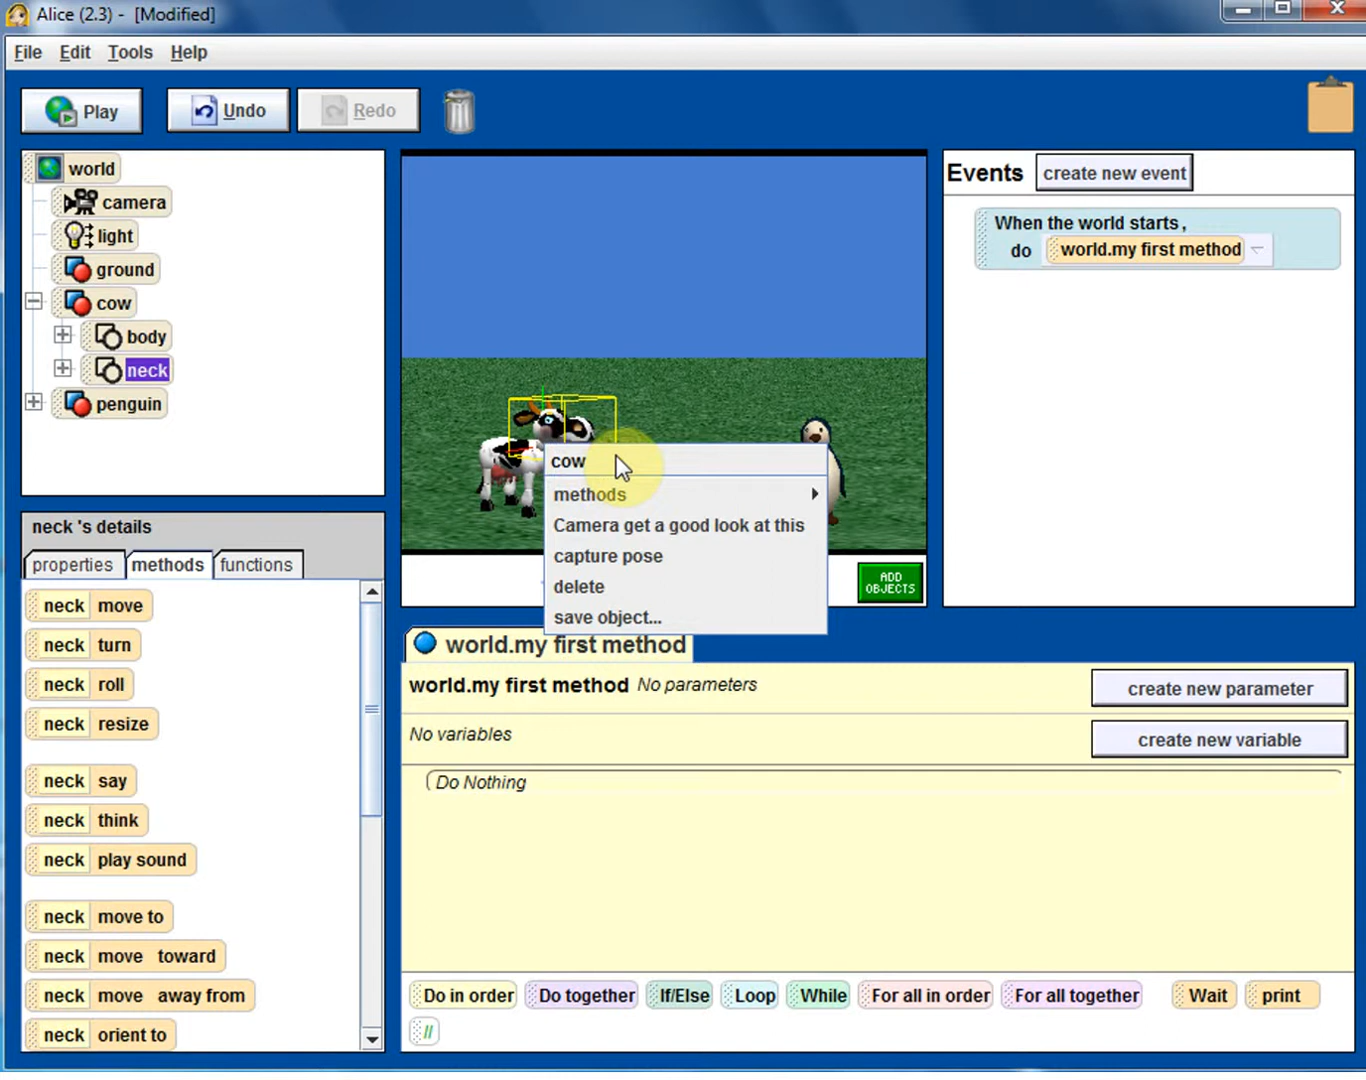 Alice (2.3) - [Modified]
File Edit Tools Help
Play Undo Redo
world
camera
light
ground
cow
body
neck
penguin
neck 's details
properties methods functions
neck move
neck turn
neck roll
neck resize
neck say
neck think
neck play sound
neck move to
neck move toward
neck move away from
neck orient to
cow
methods
Camera get a good look at this
capture pose
delete
save object...
ADD
OBJECTS
Events create new event
When the world starts,
do world.my first method
world.my first method
world.my first method No parameters create new parameter
No variables create new variable
Do Nothing
Do in order Do together If/Else Loop While For all in order For all together Wait print
//